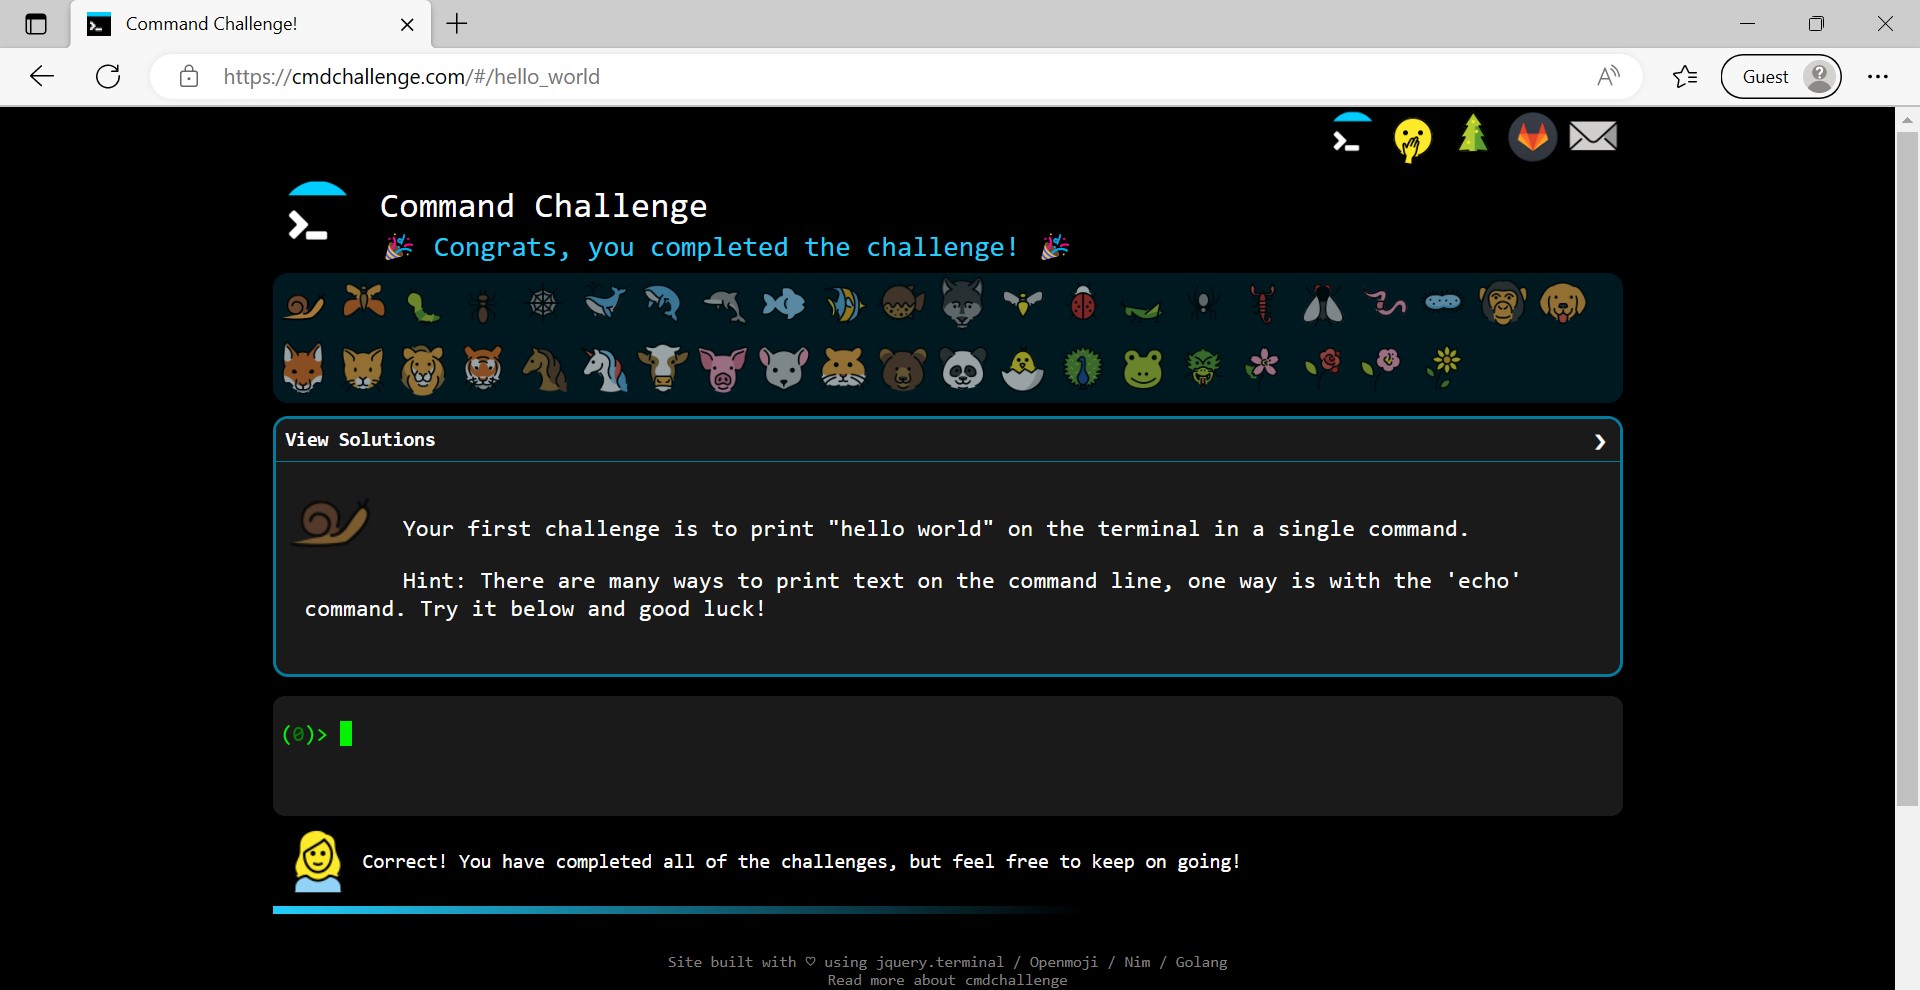 Command Challenge!
https://cmdchallenge.com/#/hello_world
Guest
Command Challenge
Congrats, you completed the challenge!
View Solutions
Your first challenge is to print "hello world" on the terminal in a single command.
Hint: There are many ways to print text on the command line, one way is with the 'echo'
command. Try it below and good luck!
(0)>
Correct! You have completed all of the challenges, but feel free to keep on going!
Site built with ♡ using jquery.terminal / Openmoji / Nim / Golang
Read more about cmdchallenge